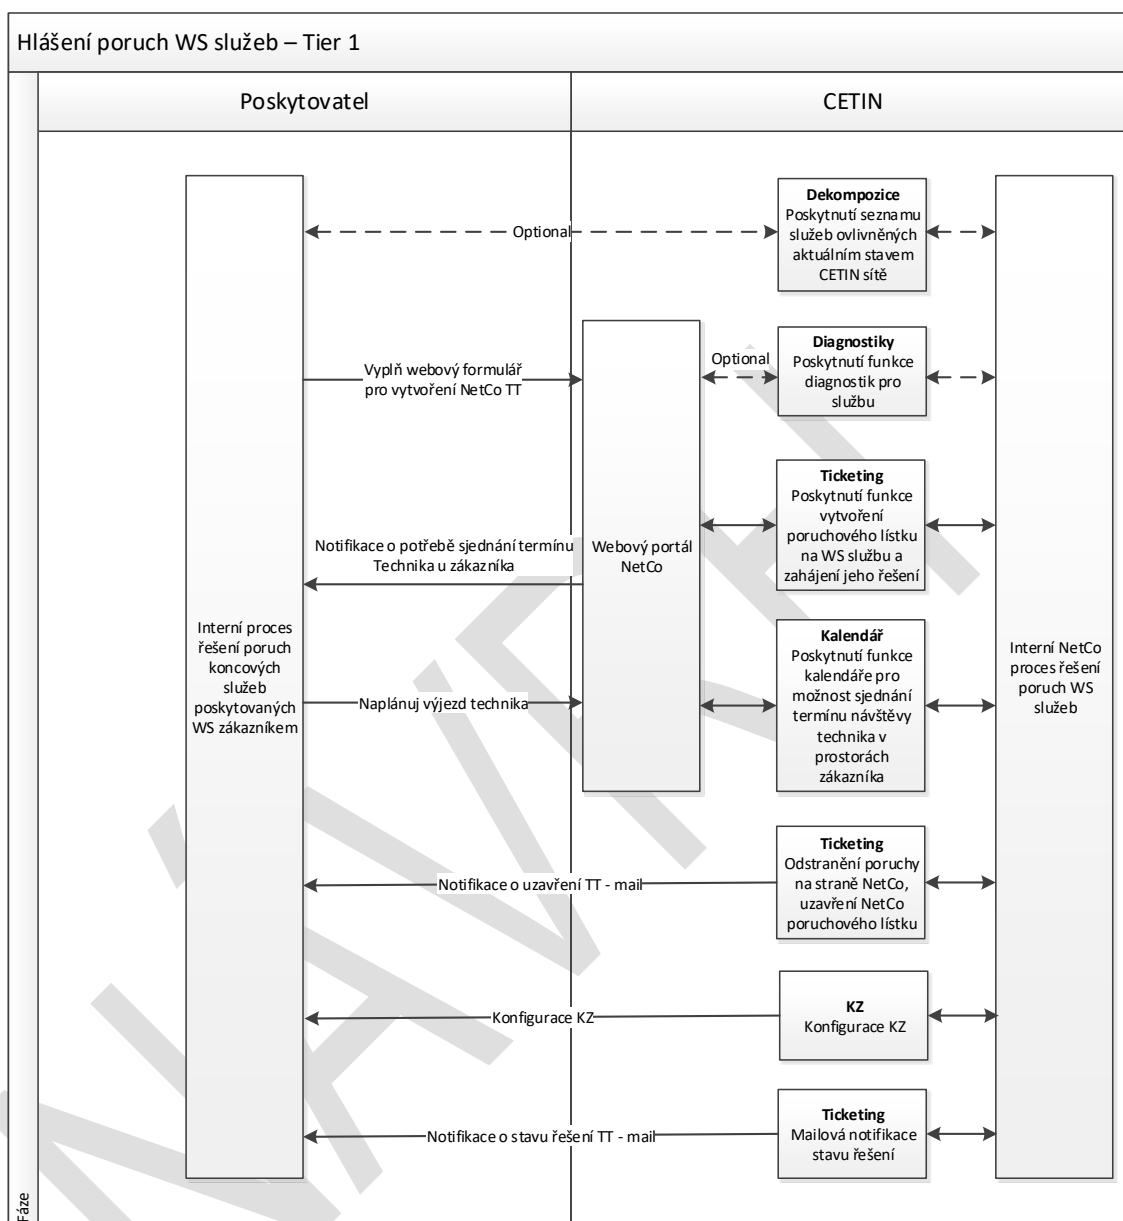 Hlášení poruch WS služeb – Tier 1
Poskytovatel
CETIN
Dekompozice
Poskytnutí seznamu
služeb ovlivněných
aktuálním stavem
CETIN sítě
Optional
Diagnostiky
Poskytnutí funkce
diagnostik pro
službu
Optional
Vyplň webový formulář
pro vytvoření NetCo TT
Ticketing
Poskytnutí funkce
vytvoření
poruchového lístku
na WS službu a
zahájení jeho řešení
Notifikace o potřebě sjednání termínu
Technika u zákazníka
Webový portál
NetCo
Interní proces
řešení poruch
koncových
služeb
poskytovaných
WS zákazníkem
Kalendář
Poskytnutí funkce
kalendáře pro
možnost sjednání
termínu návštěvy
technika v
prostorách
zákazníka
Interní NetCo
proces řešení
poruch WS
služeb
Naplánuj výjezd technika
Ticketing
Odstranění poruchy
na straně NetCo,
uzavření NetCo
poruchového lístku
Notifikace o uzavření TT - mail
KZ
Konfigurace KZ
Konfigurace KZ
Ticketing
Mailová notifikace
stavu řešení
Notifikace o stavu řešení TT - mail
Fáze
NÁVRH